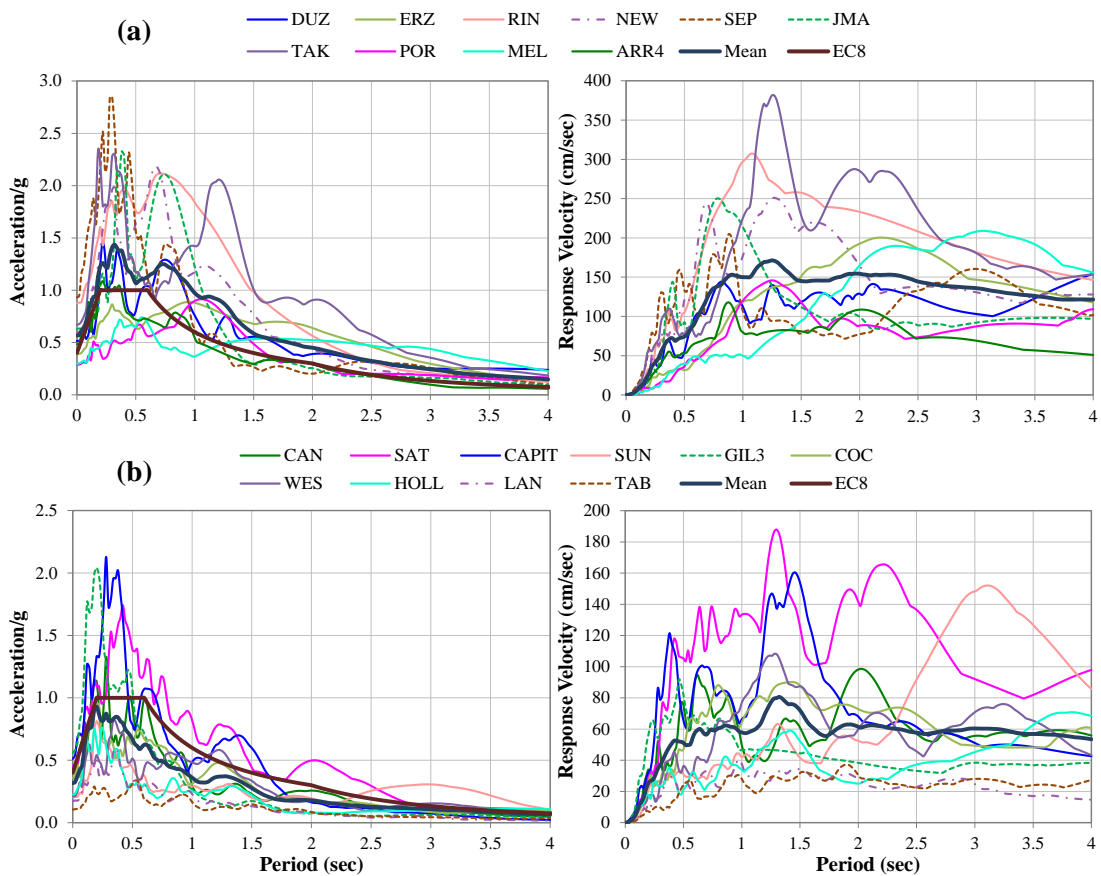 (a)
DUZ ERZ RIN NEW SEP JMA
TAK POR MEL ARR4 Mean EC8
Acceleration/g
3.0
2.5
2.0
1.5
1.0
0.5
0.0
0 0.5 1 1.5 2 2.5 3 3.5 4
Response Velocity (cm/sec)
400
350
300
250
200
150
100
50
0
0 0.5 1 1.5 2 2.5 3 3.5 4
(b)
CAN SAT CAPIT SUN GIL3 COC
WES HOLL LAN TAB Mean EC8
Acceleration/g
2.5
2.0
1.5
1.0
0.5
0.0
0 0.5 1 1.5 2 2.5 3 3.5 4
Period (sec)
Response Velocity (cm/sec)
200
180
160
140
120
100
80
60
40
20
0
0 0.5 1 1.5 2 2.5 3 3.5 4
Period (sec)